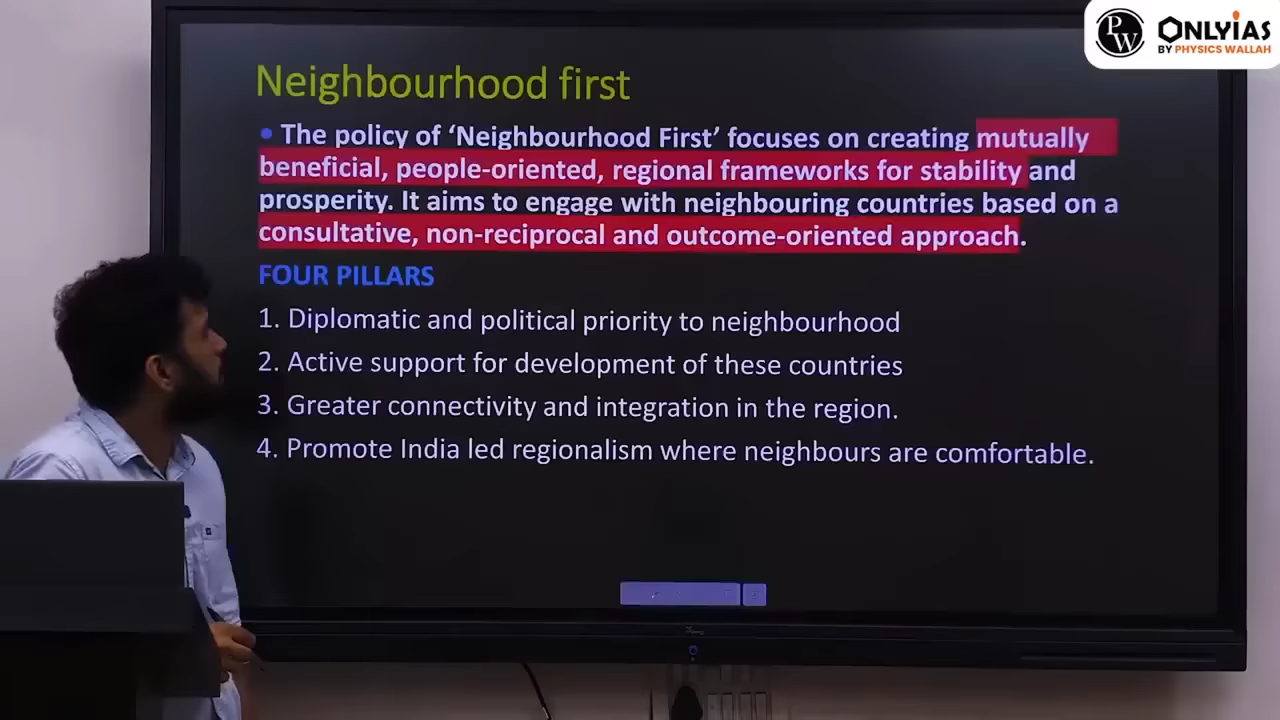 PW ONLYIAS
BY PHYSICS WALLAH
Neighbourhood first
• The policy of ‘Neighbourhood First’ focuses on creating mutually
beneficial, people-oriented, regional frameworks for stability and
prosperity. It aims to engage with neighbouring countries based on a
consultative, non-reciprocal and outcome-oriented approach.
FOUR PILLARS
1. Diplomatic and political priority to neighbourhood
2. Active support for development of these countries
3. Greater connectivity and integration in the region.
4. Promote India led regionalism where neighbours are comfortable.